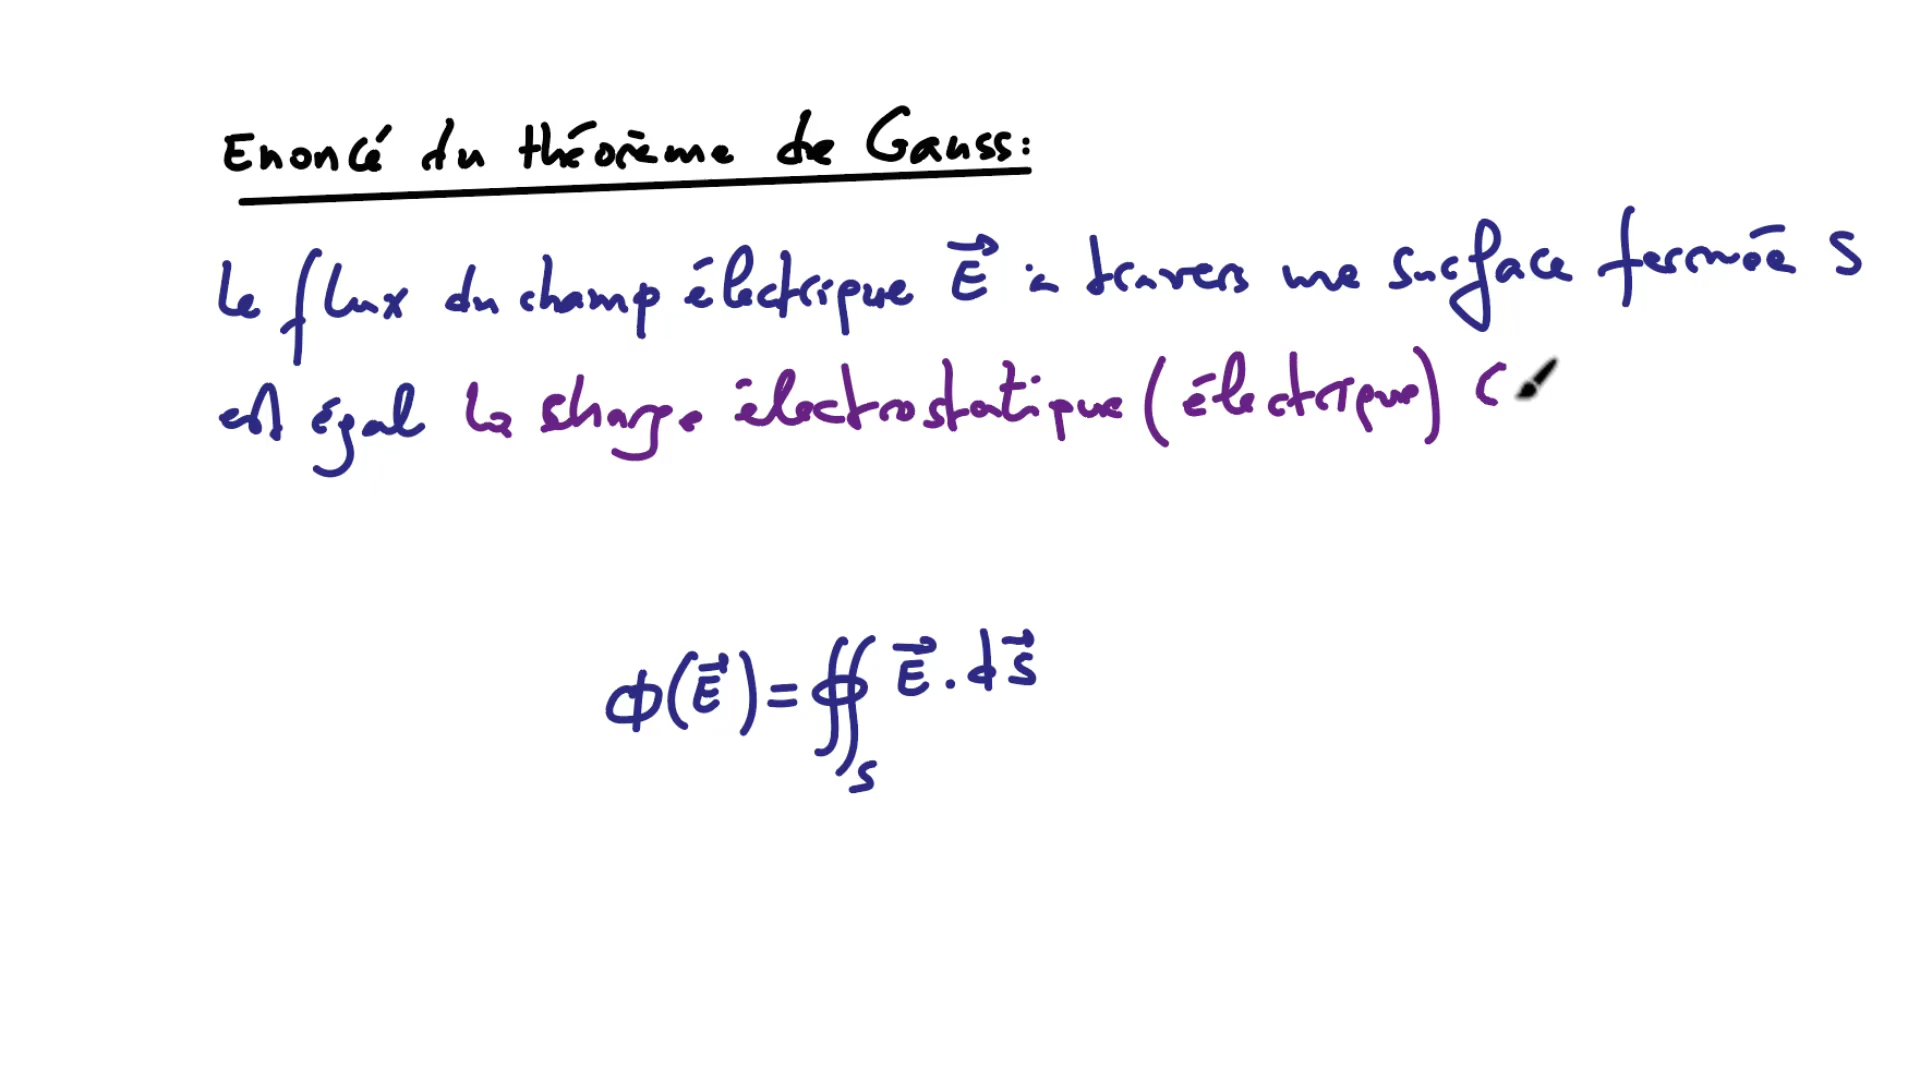 Enoncé du théorème de Gauss:
Le flux du champ électrique E⃗ à travers une surface fermée S
est égal la charge électrostatique (électrique) c
ϕ(E⃗) = ∯_S E⃗ . dS⃗